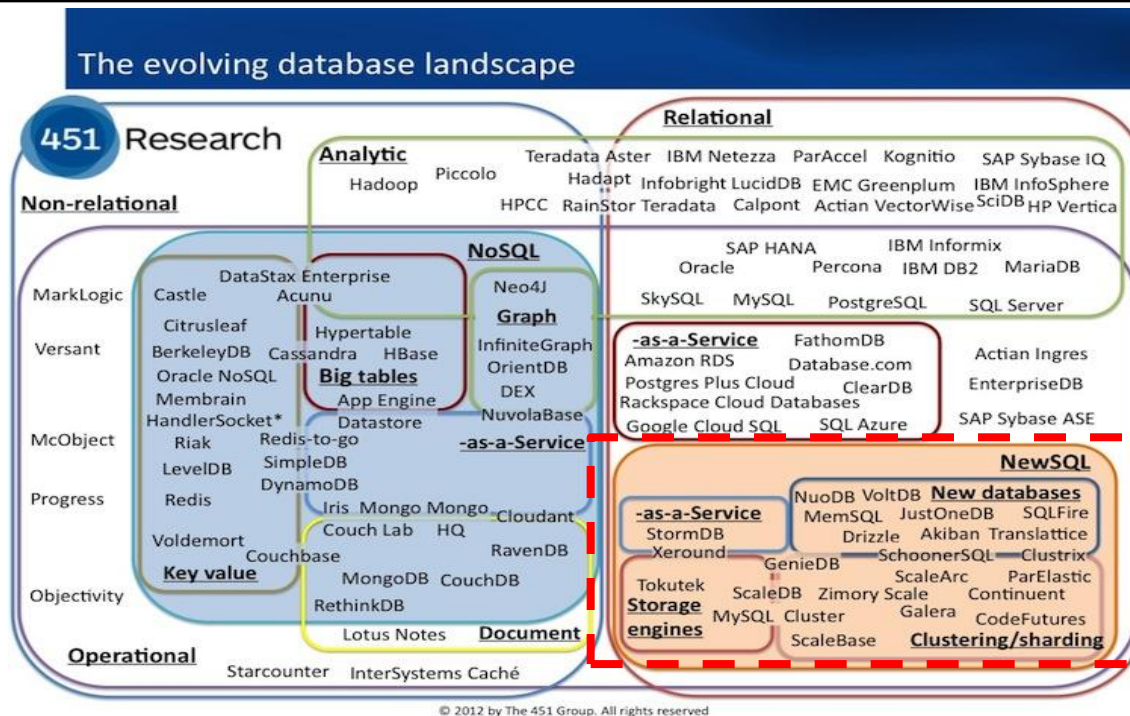 The evolving database landscape
451 Research
Relational
Analytic
Teradata Aster IBM Netezza ParAccel Kognitio SAP Sybase IQ
Hadoop Piccolo Hadapt Infobright LucidDB EMC Greenplum IBM InfoSphere
Non-relational
HPCC RainStor Teradata Calpont Actian VectorWise SciDB HP Vertica
NoSQL
SAP HANA IBM Informix
Oracle Percona IBM DB2 MariaDB
SkySQL MySQL PostgreSQL SQL Server
MarkLogic
Versant
McObject
Progress
Objectivity
DataStax Enterprise
Castle Acunu
Citrusleaf Hypertable
BerkeleyDB Cassandra HBase
Oracle NoSQL Big tables
Membrain App Engine
HandlerSocket* Datastore
Riak Redis-to-go
LevelDB SimpleDB
DynamoDB
Redis
Voldemort
Couchbase
Key value
Neo4J
Graph
InfiniteGraph
OrientDB
DEX
NuvolaBase
-as-a-Service
Iris Mongo Mongo Cloudant
Couch Lab HQ
RavenDB
MongoDB CouchDB
RethinkDB
Lotus Notes Document
Operational
Starcounter InterSystems Caché
-as-a-Service FathomDB
Amazon RDS Database.com
Postgres Plus Cloud ClearDB
Rackspace Cloud Databases
Google Cloud SQL SQL Azure
Actian Ingres
EnterpriseDB
SAP Sybase ASE
NewSQL
NuoDB VoltDB New databases
MemSQL JustOneDB SQLFire
Drizzle Akiban Translattice
SchoonerSQL Clustrix
-as-a-Service
StormDB
Xeround
GenieDB
ScaleArc ParElastic
Tokutek ScaleDB Zimory Scale Continuent
Storage
engines
MySQL Cluster Galera CodeFutures
ScaleBase Clustering/sharding
© 2012 by The 451 Group. All rights reserved